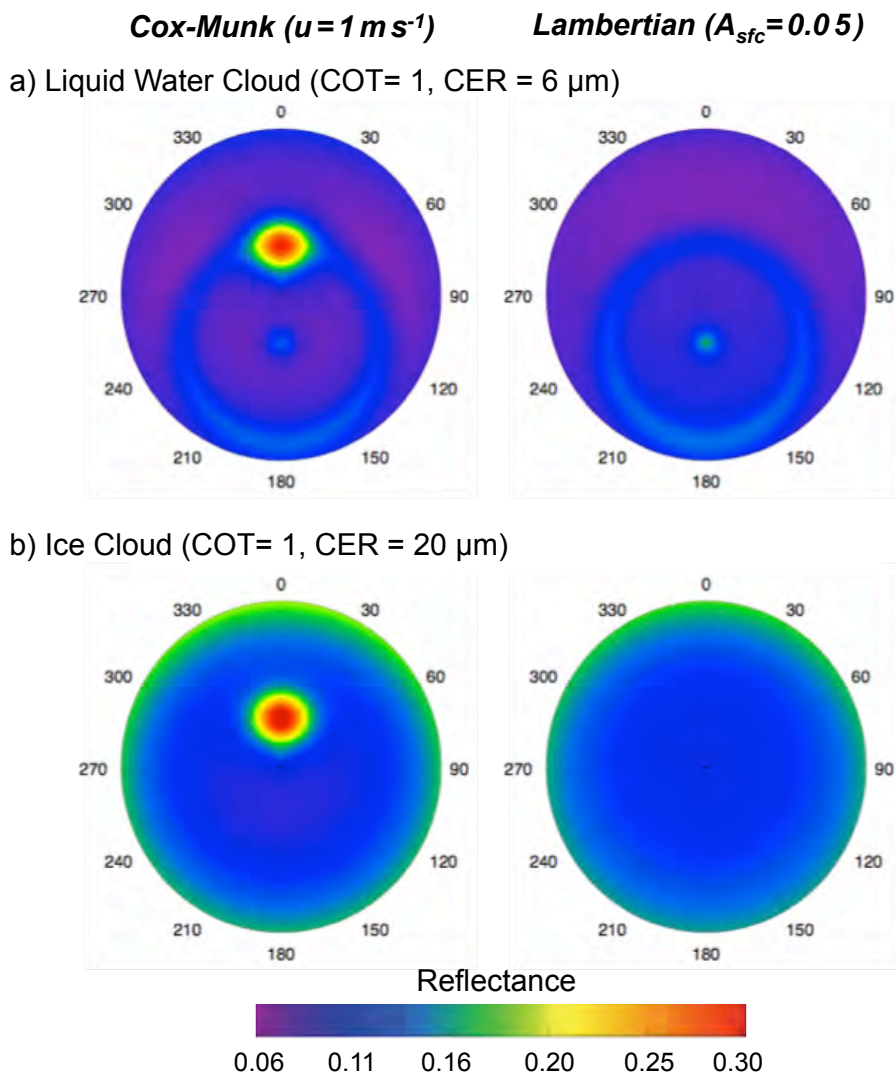 Cox-Munk (u = 1 m s-1) Lambertian (Asfc= 0.0 5)
a) Liquid Water Cloud (COT= 1, CER = 6 μm)
0 0
330 30 330 30
300 60 300 60
270 90 270 90
240 120 240 120
210 150 210 150
180 180
b) Ice Cloud (COT= 1, CER = 20 μm)
0 0
330 30 330 30
300 60 300 60
270 90 270 90
240 120 240 120
210 150 210 150
180 180
Reflectance
0.06 0.11 0.16 0.20 0.25 0.30